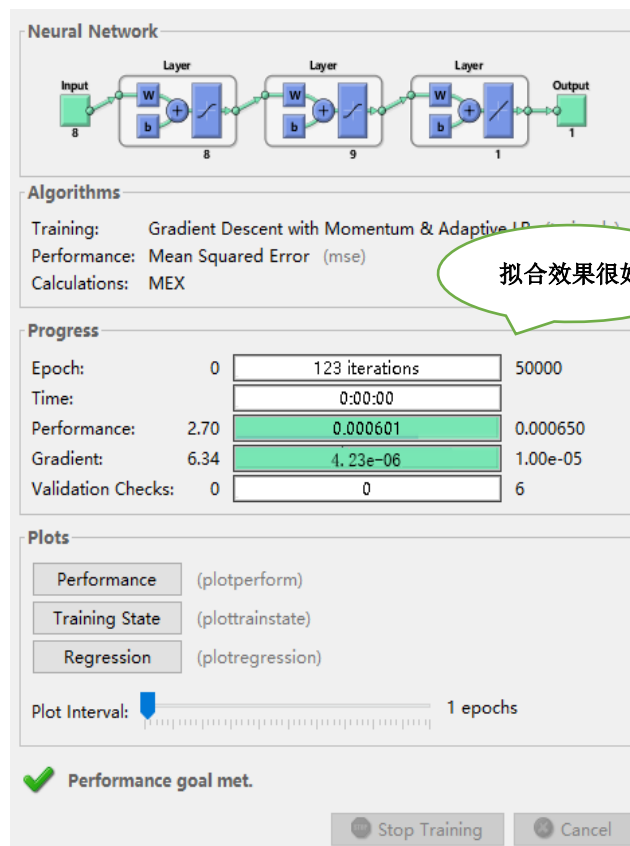 Neural Network
Layer Layer Layer
Input Output
W W W
b b b
8 8 9 1 1
Algorithms
Training: Gradient Descent with Momentum & Adaptive
Performance: Mean Squared Error (mse)
Calculations: MEX
拟合效果很好
Progress
Epoch: 0 123 iterations 50000
Time: 0:00:00
Performance: 2.70 0.000601 0.000650
Gradient: 6.34 4.23e-06 1.00e-05
Validation Checks: 0 0 6
Plots
Performance (plotperform)
Training State (plottrainstate)
Regression (plotregression)
Plot Interval: 1 epochs
Performance goal met.
Stop Training Cancel